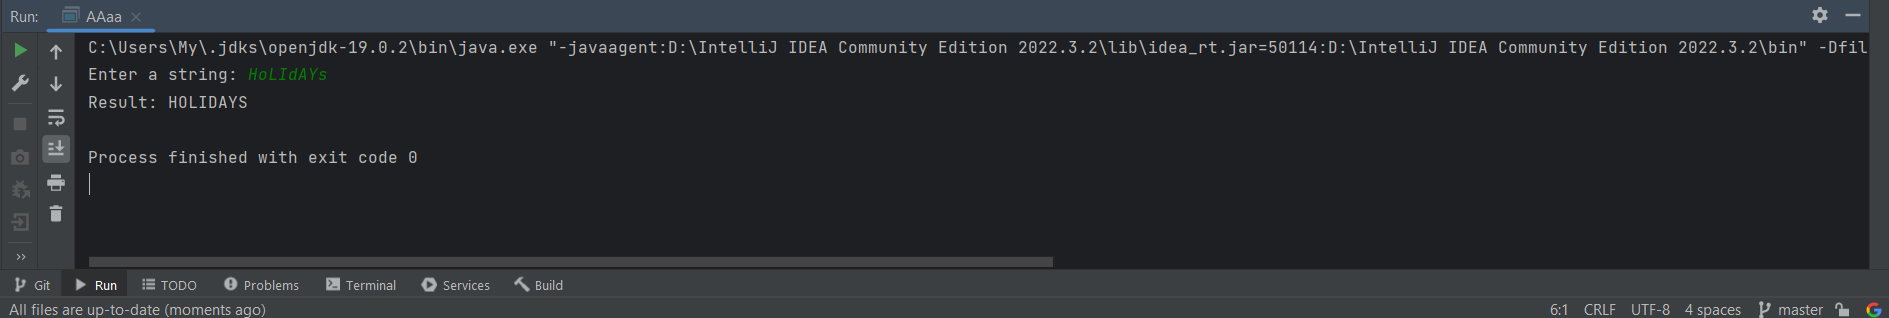 Run: AAaa
C:\Users\My\.jdks\openjdk-19.0.2\bin\java.exe "-javaagent:D:\IntelliJ IDEA Community Edition 2022.3.2\lib\idea_rt.jar=50114:D:\IntelliJ IDEA Community Edition 2022.3.2\bin" -Dfil
Enter a string: HoLIdAYs
Result: HOLIDAYS
Process finished with exit code 0
Git Run TODO Problems Terminal Services Build
All files are up-to-date (moments ago) 6:1 CRLF UTF-8 4 spaces master